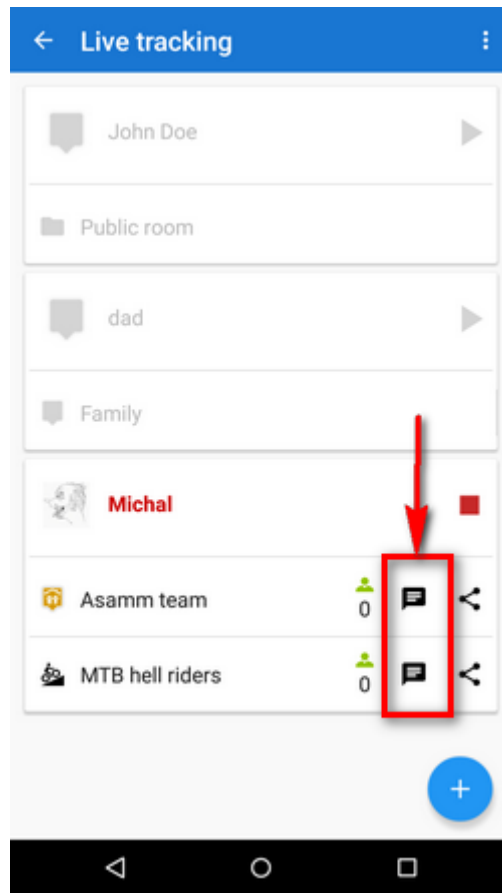 Live tracking
John Doe
Public room
dad
Family
Michal
Asamm team
0
MTB hell riders
0